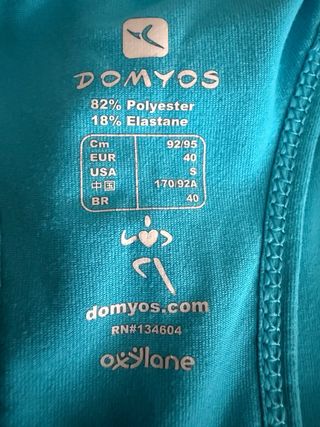 DOMYOS
82% Polyester
18% Elastane
Cm 92/95
EUR 40
USA S
中国 170/92A
BR 40
domyos.com
RN#134604
oxylane